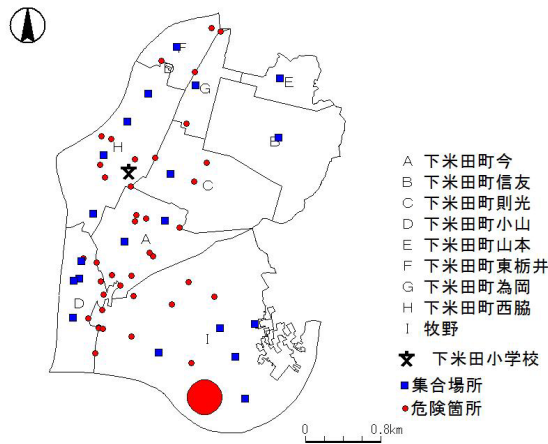 F
D
E
G
B
H
C
A
D
I
A 下米田町今
B 下米田町信友
C 下米田町則光
D 下米田町小山
E 下米田町山本
F 下米田町東栃井
G 下米田町為岡
H 下米田町西脇
I 牧野
下米田小学校
集合場所
危険箇所
0 0.8km